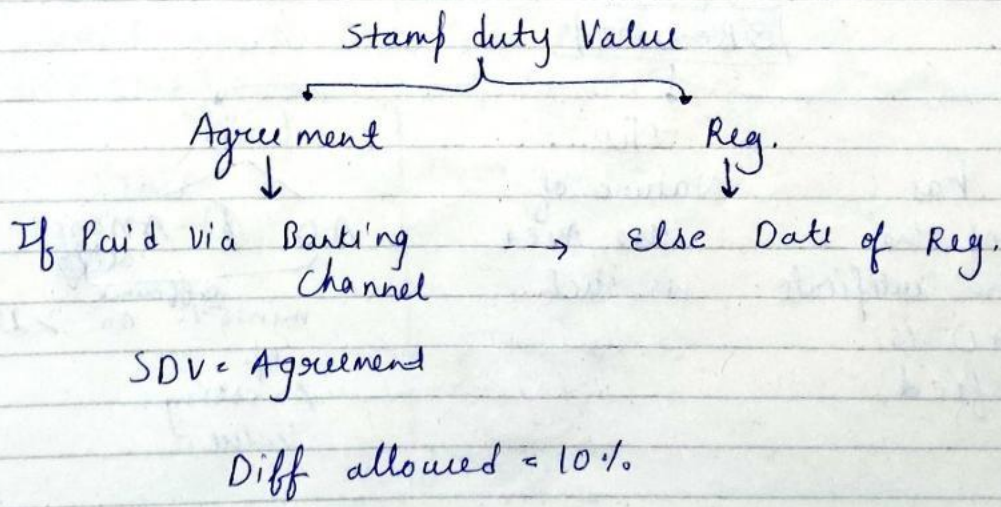 Stamp duty Value
Agreement Reg.
If Paid via Banking → Else Date of Reg.
Channel
SDV = Agreement
Diff allowed = 10%